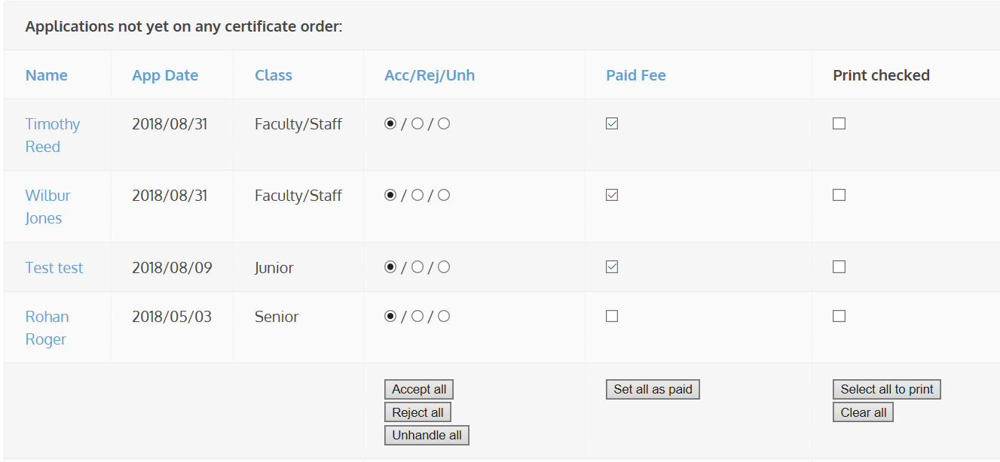 Applications not yet on any certificate order:
Name App Date Class Acc/Rej/Unh Paid Fee Print checked
Timothy Reed 2018/08/31 Faculty/Staff / /
Wilbur Jones 2018/08/31 Faculty/Staff / /
Test test 2018/08/09 Junior / /
Rohan Roger 2018/05/03 Senior / /
Accept all Set all as paid Select all to print
Reject all Clear all
Unhandle all